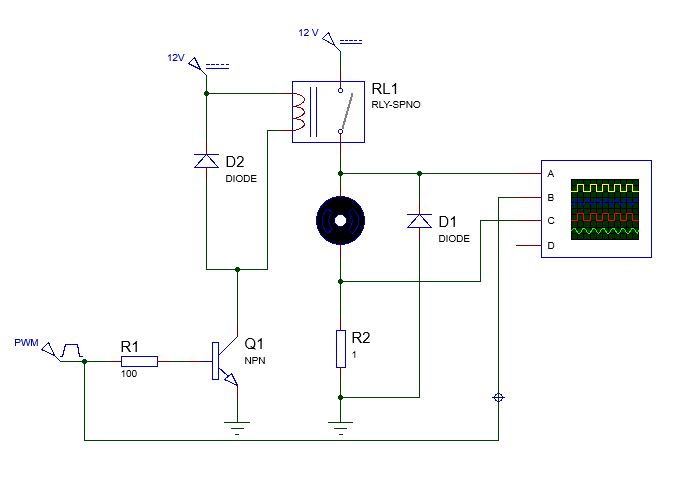 12 V
12V
RL1
RLY-SPNO
D2
DIODE
A
B
C
D
D1
DIODE
PWM
R1
100
Q1
NPN
R2
1